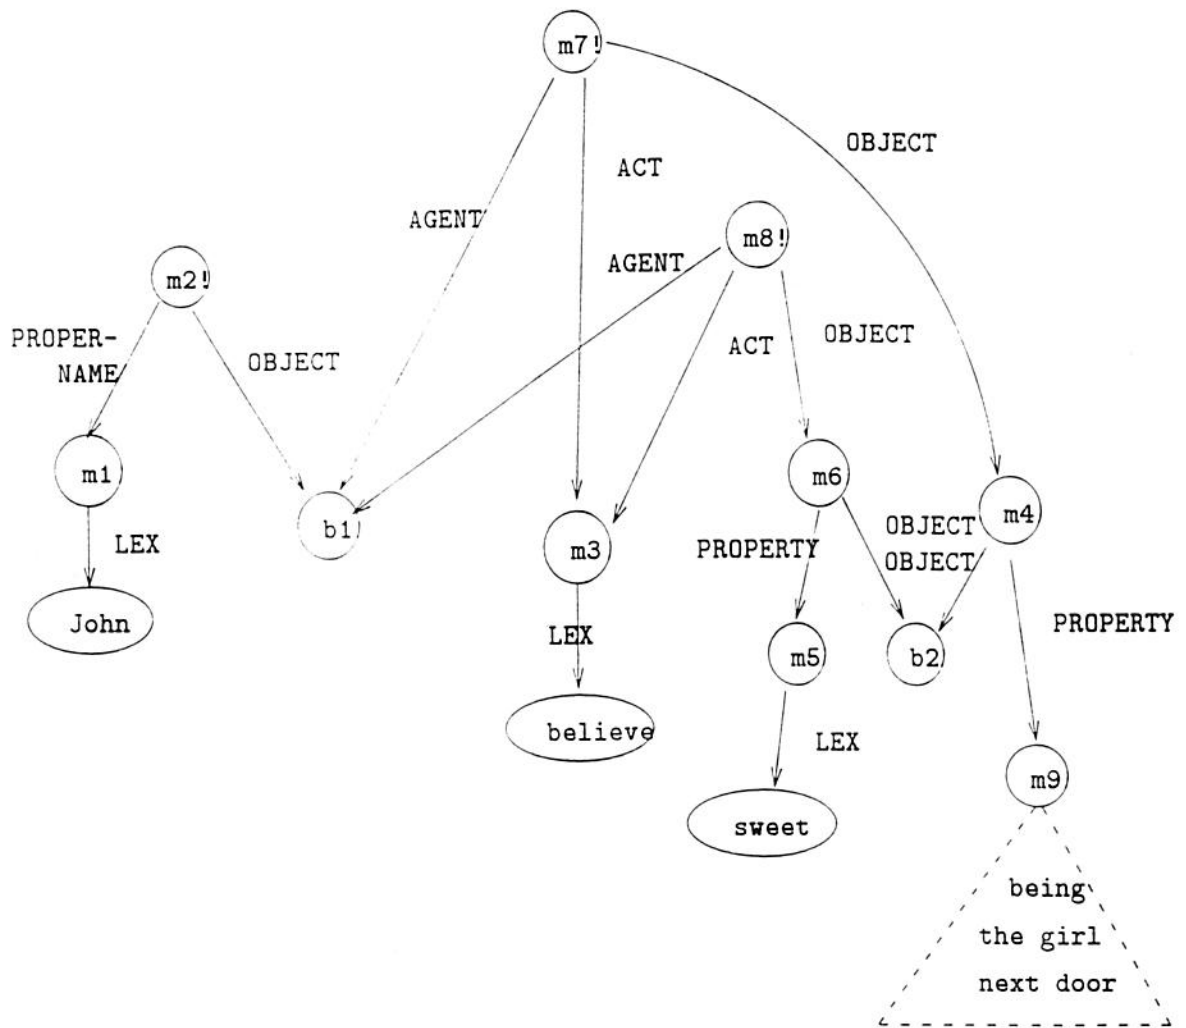 m7!
OBJECT
ACT
AGENT
m8!
AGENT
m2!
PROPER-
NAME
OBJECT
ACT
OBJECT
m1
m6
m4
b1
OBJECT
OBJECT
LEX
m3
PROPERTY
John
PROPERTY
LEX
m5
b2
believe
LEX
m9
sweet
being
the girl
next door